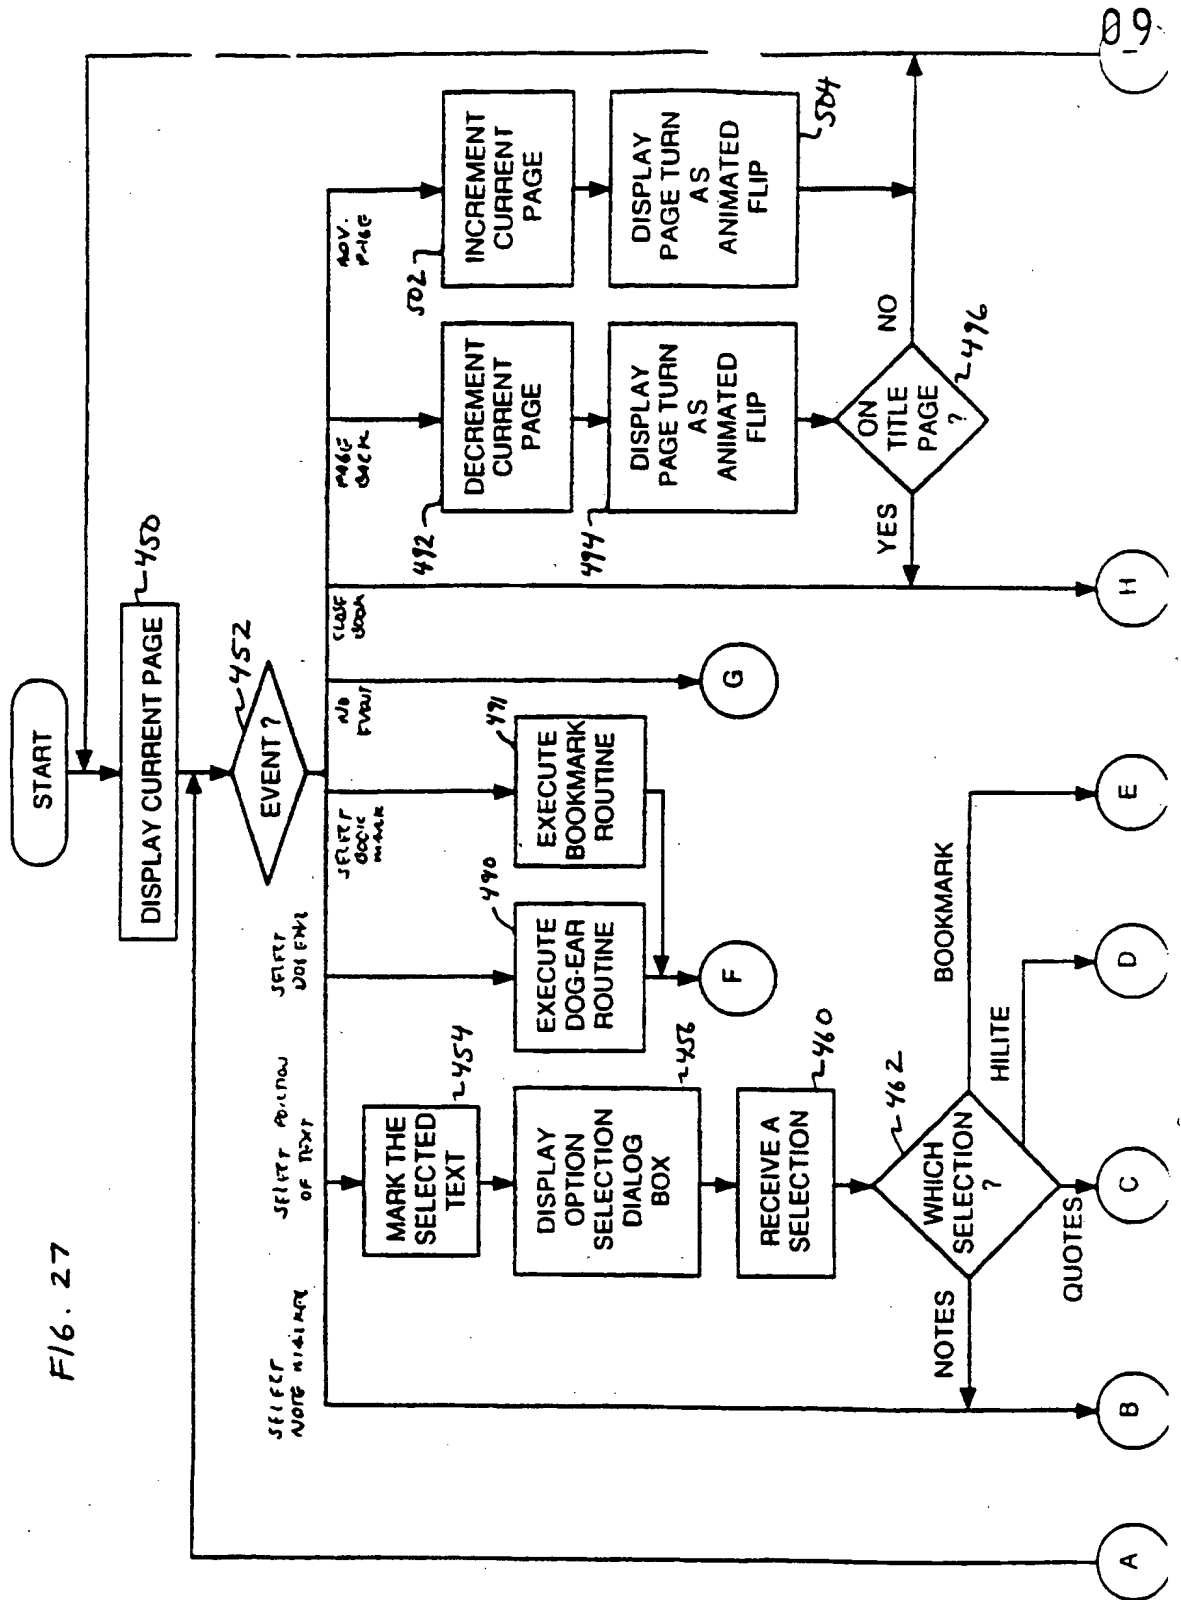 FIG. 27
START
DISPLAY CURRENT PAGE
450
EVENT ?
452
SELECT
NOTE
SELECT PORTION
OF TEXT
SELECT
DOG EAR
SELECT
BOOK
MARK
NO
EVENT
CLOSE
BOOK
PAGE
BACK
ADV.
PAGE
MARK THE
SELECTED
TEXT
454
DISPLAY
OPTION
SELECTION
DIALOG
BOX
456
RECEIVE A
SELECTION
460
WHICH
SELECTION
?
462
NOTES
QUOTES
HILITE
BOOKMARK
EXECUTE
DOG-EAR
ROUTINE
490
EXECUTE
BOOKMARK
ROUTINE
491
F
G
DECREMENT
CURRENT
PAGE
492
DISPLAY
PAGE TURN
AS
ANIMATED
FLIP
494
ON
TITLE
PAGE
?
496
YES
NO
INCREMENT
CURRENT
PAGE
502
DISPLAY
PAGE TURN
AS
ANIMATED
FLIP
504
A
B
C
D
E
H
I
09